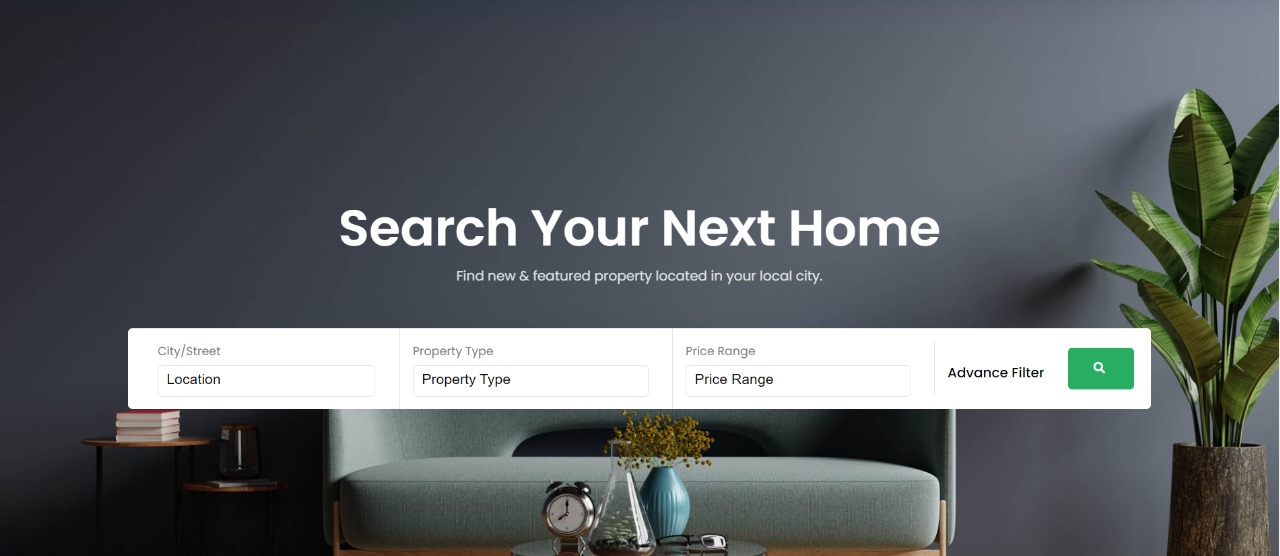 Search Your Next Home
Find new & featured property located in your local city.
City/Street
Property Type
Price Range
Location
Property Type
Price Range
Advance Filter